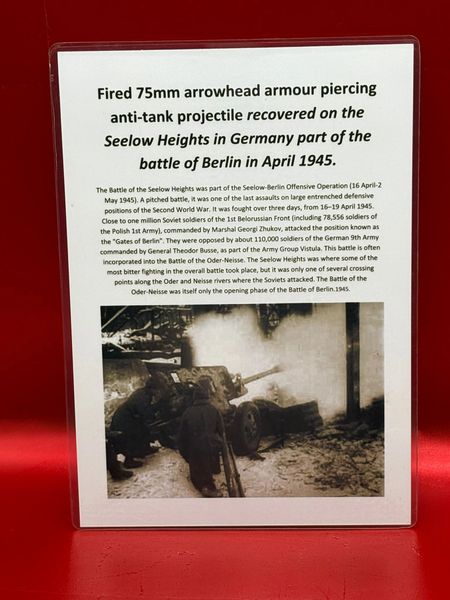 Fired 75mm arrowhead armour piercing
anti-tank projectile recovered on the
Seelow Heights in Germany part of the
battle of Berlin in April 1945.
The Battle of the Seelow Heights was part of the Seelow-Berlin Offensive Operation (16 April-2
May 1945). A pitched battle, it was one of the last assaults on large entrenched defensive
positions of the Second World War. It was fought over three days, from 16–19 April 1945.
Close to one million Soviet soldiers of the 1st Belorussian Front (including 78,556 soldiers of
the Polish 1st Army), commanded by Marshal Georgi Zhukov, attacked the position known as
the "Gates of Berlin". They were opposed by about 110,000 soldiers of the German 9th Army
commanded by General Theodor Busse, as part of the Army Group Vistula. This battle is often
incorporated into the Battle of the Oder-Neisse. The Seelow Heights was where some of the
most bitter fighting in the overall battle took place, but it was only one of several crossing
points along the Oder and Neisse rivers where the Soviets attacked. The Battle of the
Oder-Neisse was itself only the opening phase of the Battle of Berlin.1945.